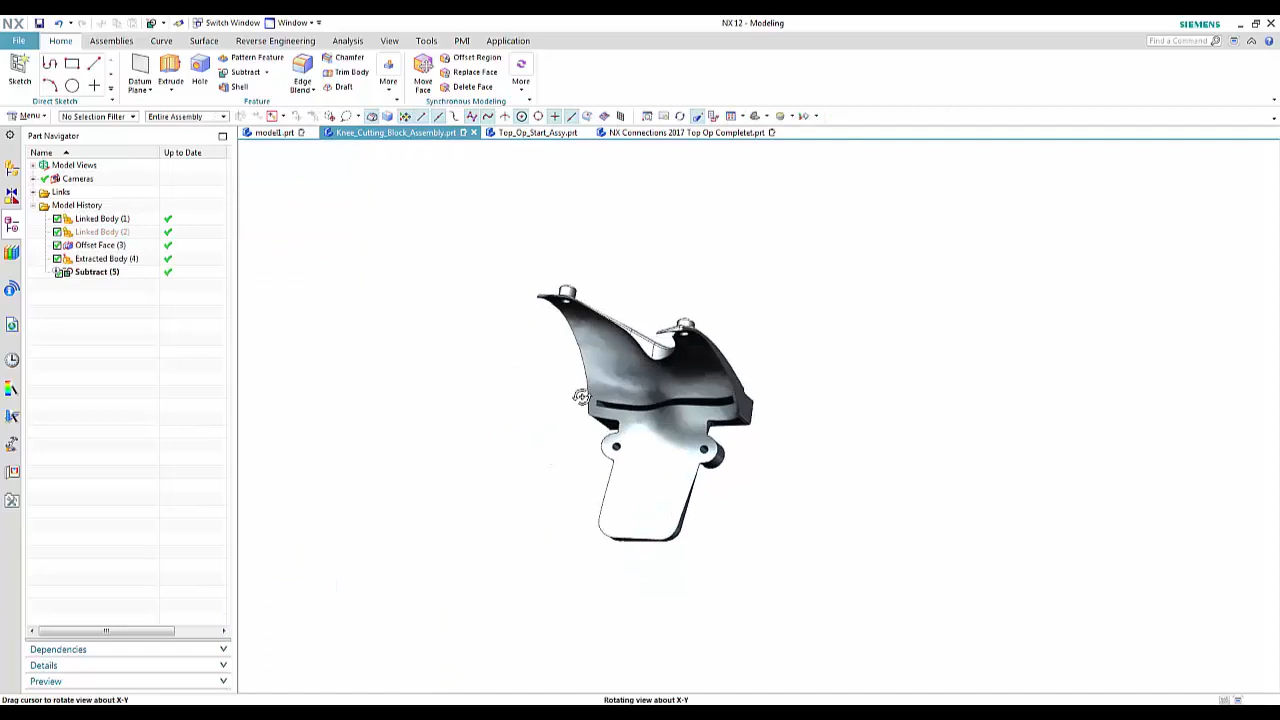 NX
Switch Window
Window
NX 12 - Modeling
SIEMENS
File
Home
Assemblies
Curve
Surface
Reverse Engineering
Analysis
View
Tools
PMI
Application
Find a Command
Sketch
Datum Plane
Extrude
Hole
Pattern Feature
Subtract
Shell
Edge Blend
Chamfer
Trim Body
Draft
More
Move Face
Offset Region
Replace Face
Delete Face
More
Direct Sketch
Feature
Synchronous Modeling
Menu
No Selection Filter
Entire Assembly
Part Navigator
model1.prt
Knee_Cutting_Block_Assembly.prt
Top_Op_Start_Assy.prt
NX Connections 2017 Top Op Complete1.prt
Name
Up to Date
Model Views
Cameras
Links
Model History
Linked Body (1)
Linked Body (2)
Offset Face (3)
Extracted Body (4)
Subtract (5)
Dependencies
Details
Preview
Drag cursor to rotate view about X-Y
Rotating view about X-Y